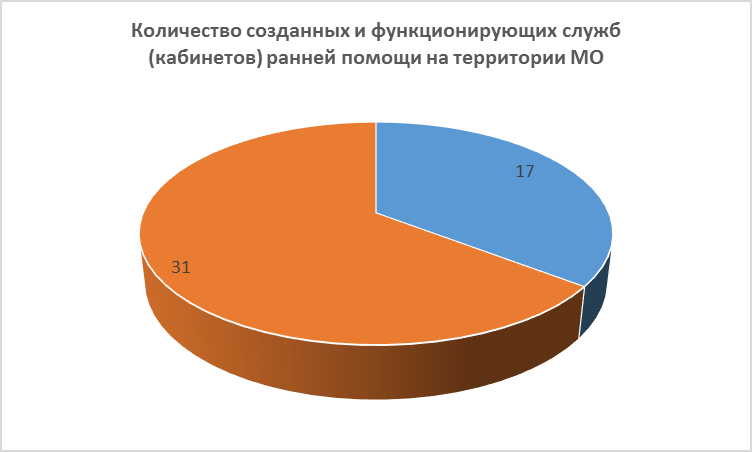 Количество созданных и функционирующих служб
(кабинетов) ранней помощи на территории МО
17
31